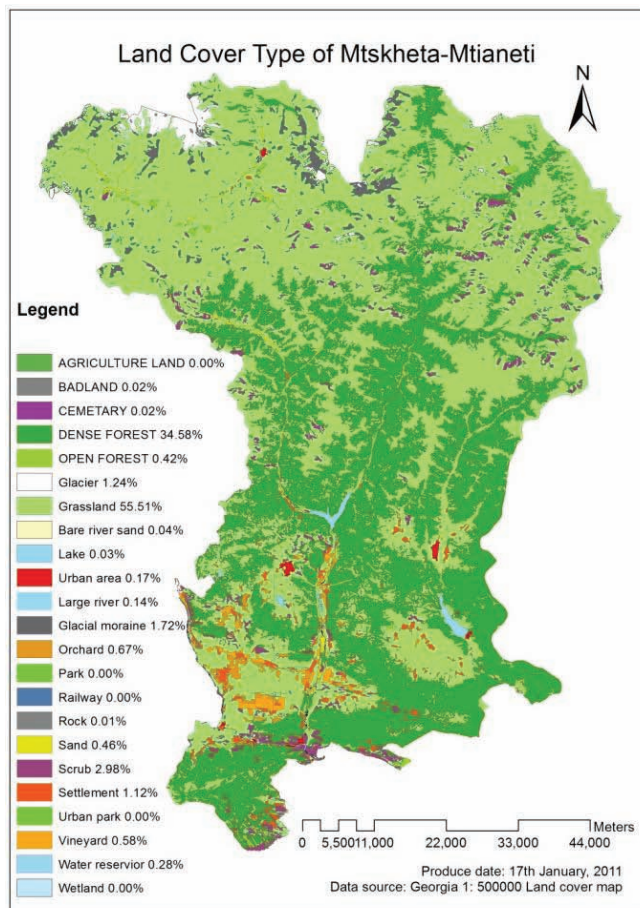 Land Cover Type of Mtskheta-Mtianeti
N
Legend
AGRICULTURE LAND 0.00%
BADLAND 0.02%
CEMETARY 0.02%
DENSE FOREST 34.58%
OPEN FOREST 0.42%
Glacier 1.24%
Grassland 55.51%
Bare river sand 0.04%
Lake 0.03%
Urban area 0.17%
Large river 0.14%
Glacial moraine 1.72%
Orchard 0.67%
Park 0.00%
Railway 0.00%
Rock 0.01%
Sand 0.46%
Scrub 2.98%
Settlement 1.12%
Urban park 0.00%
Vineyard 0.58%
Water reservior 0.28%
Wetland 0.00%
Meters
0 5,50011,000 22,000 33,000 44,000
Produce date: 17th January, 2011
Data source: Georgia 1: 500000 Land cover map